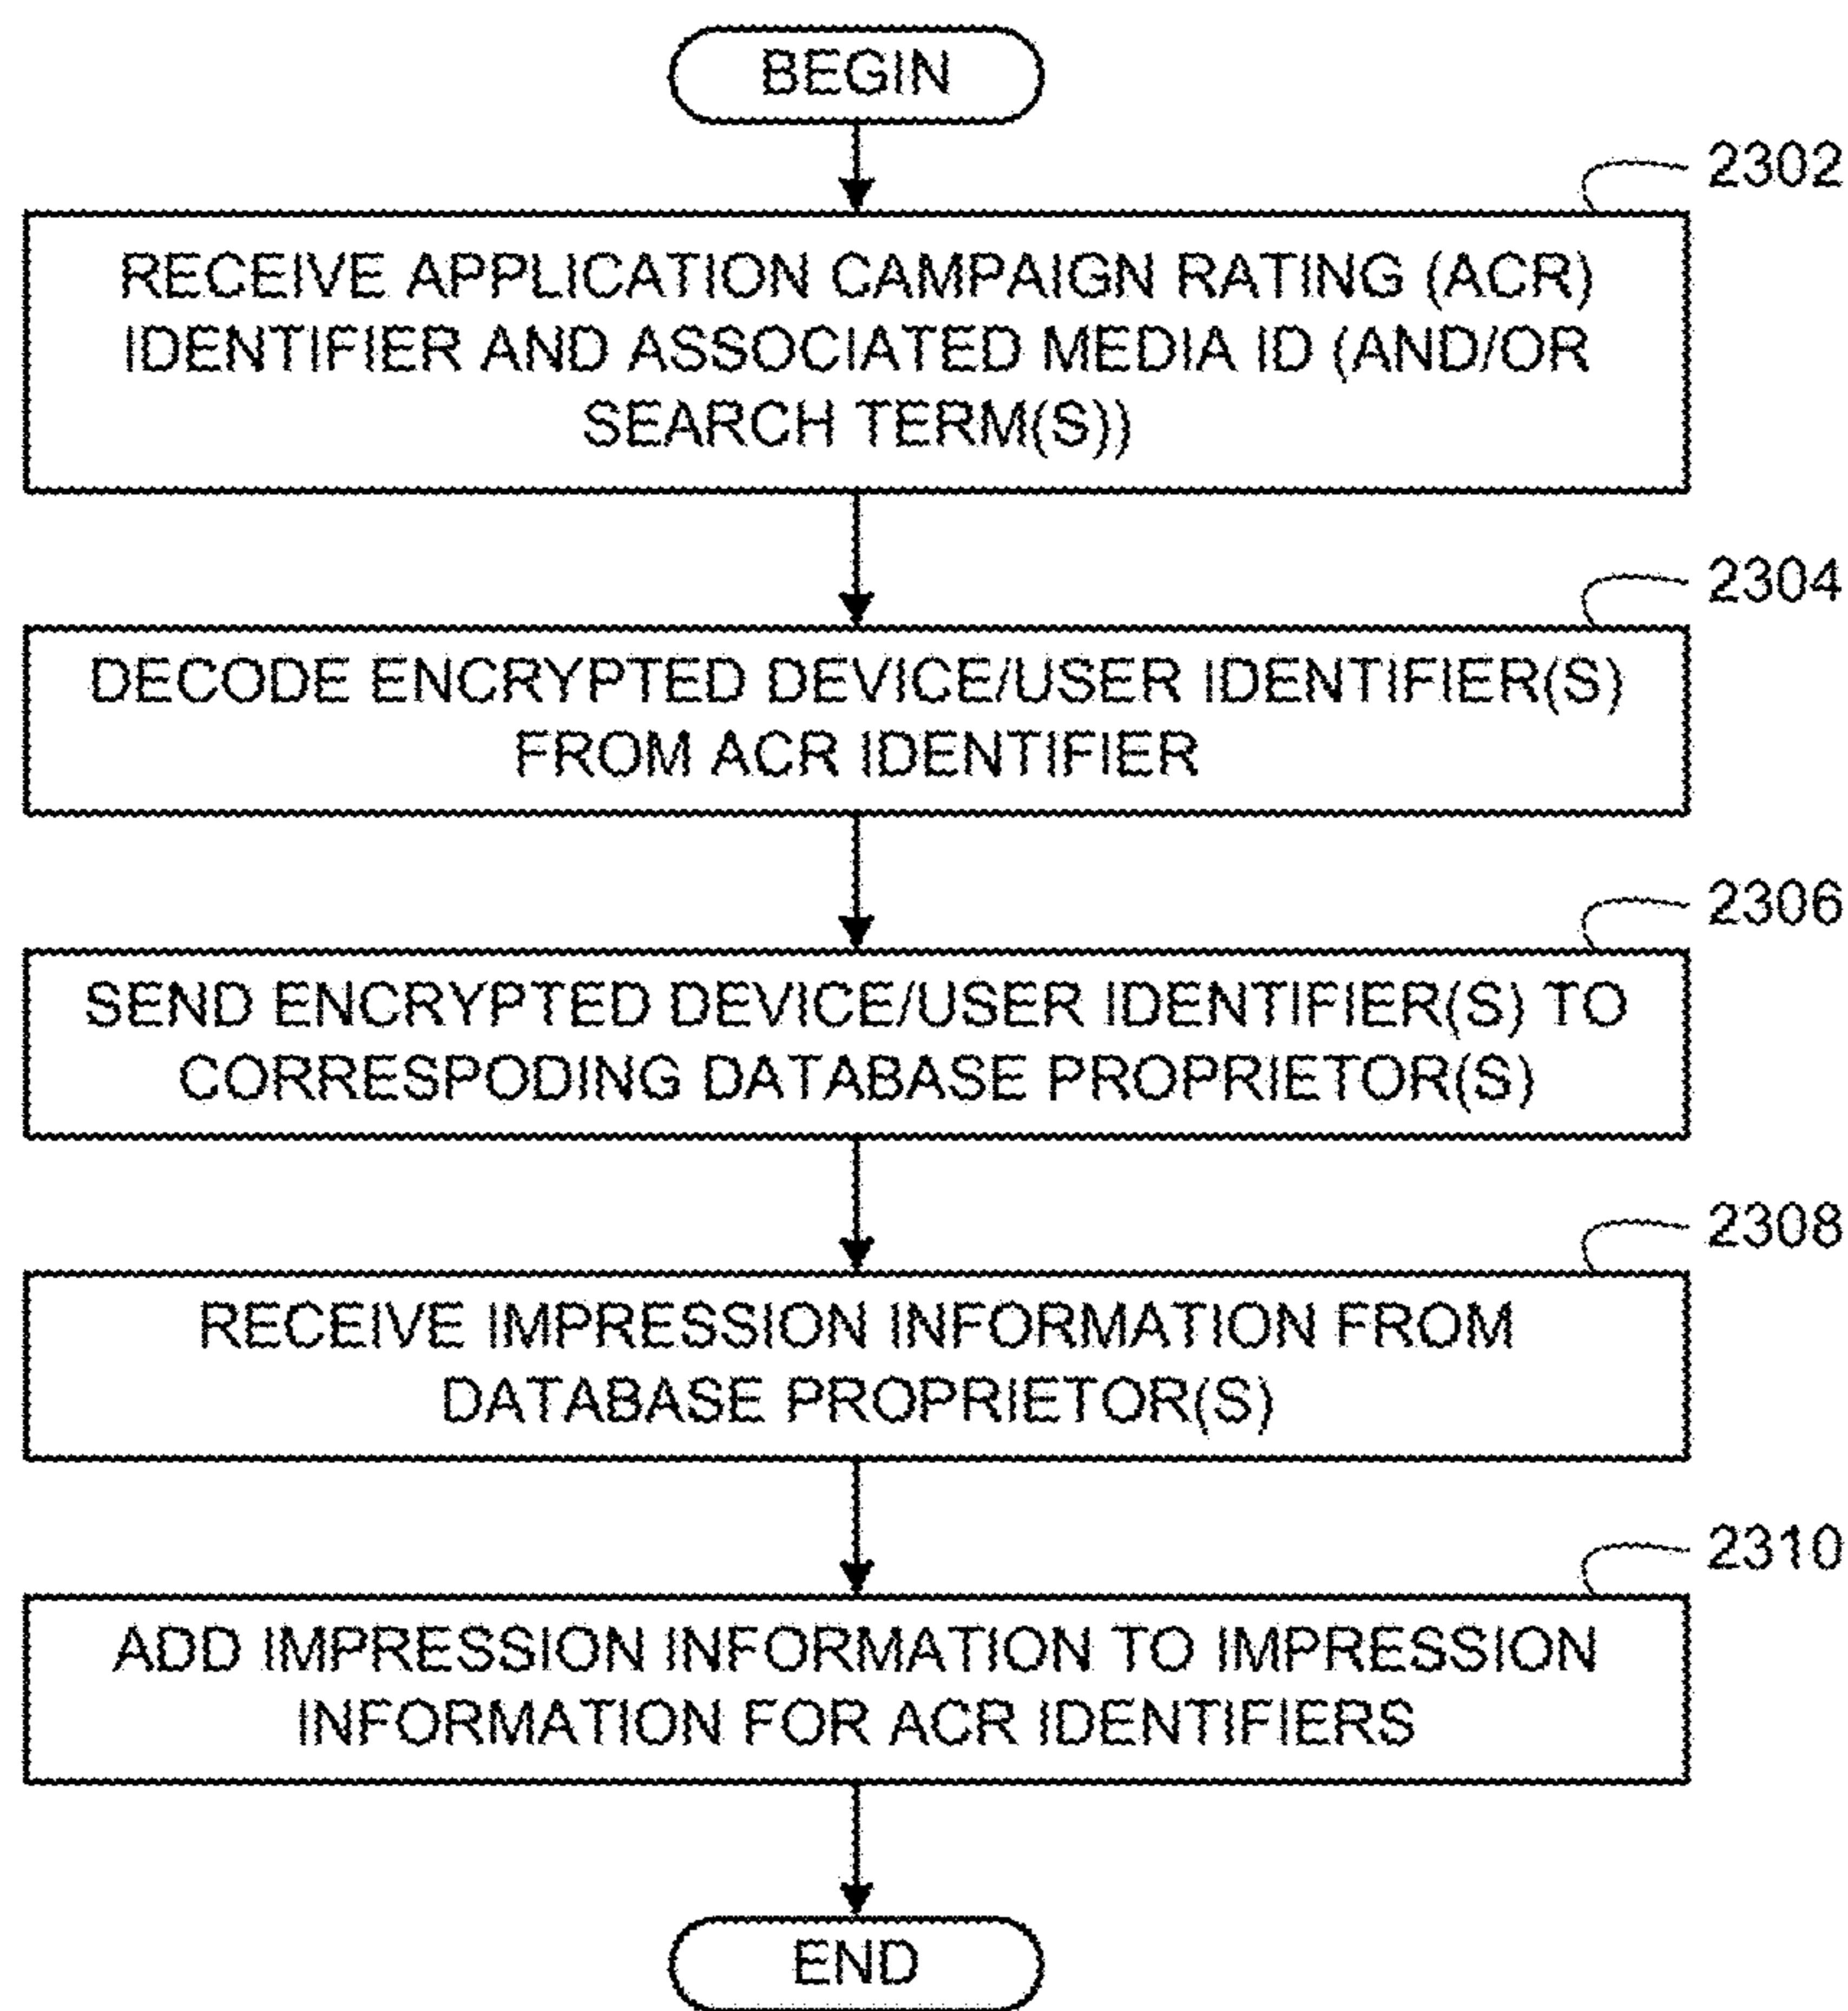 BEGIN
2302
RECEIVE APPLICATION CAMPAIGN RATING (ACR)
IDENTIFIER AND ASSOCIATED MEDIA ID (AND/OR
SEARCH TERM(S))
2304
DECODE ENCRYPTED DEVICE/USER IDENTIFIER(S)
FROM ACR IDENTIFIER
2306
SEND ENCRYPTED DEVICE/USER IDENTIFIER(S) TO
CORRESPODING DATABASE PROPRIETOR(S)
2308
RECEIVE IMPRESSION INFORMATION FROM
DATABASE PROPRIETOR(S)
2310
ADD IMPRESSION INFORMATION TO IMPRESSION
INFORMATION FOR ACR IDENTIFIERS
END